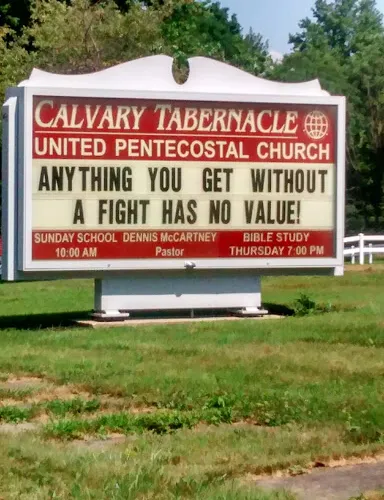 CALVARY TABERNACLE
UNITED PENTECOSTAL CHURCH
ANYTHING YOU GET WITHOUT
A FIGHT HAS NO VALUE!
SUNDAY SCHOOL DENNIS McCARTNEY BIBLE STUDY
10:00 AM Pastor THURSDAY 7:00 PM